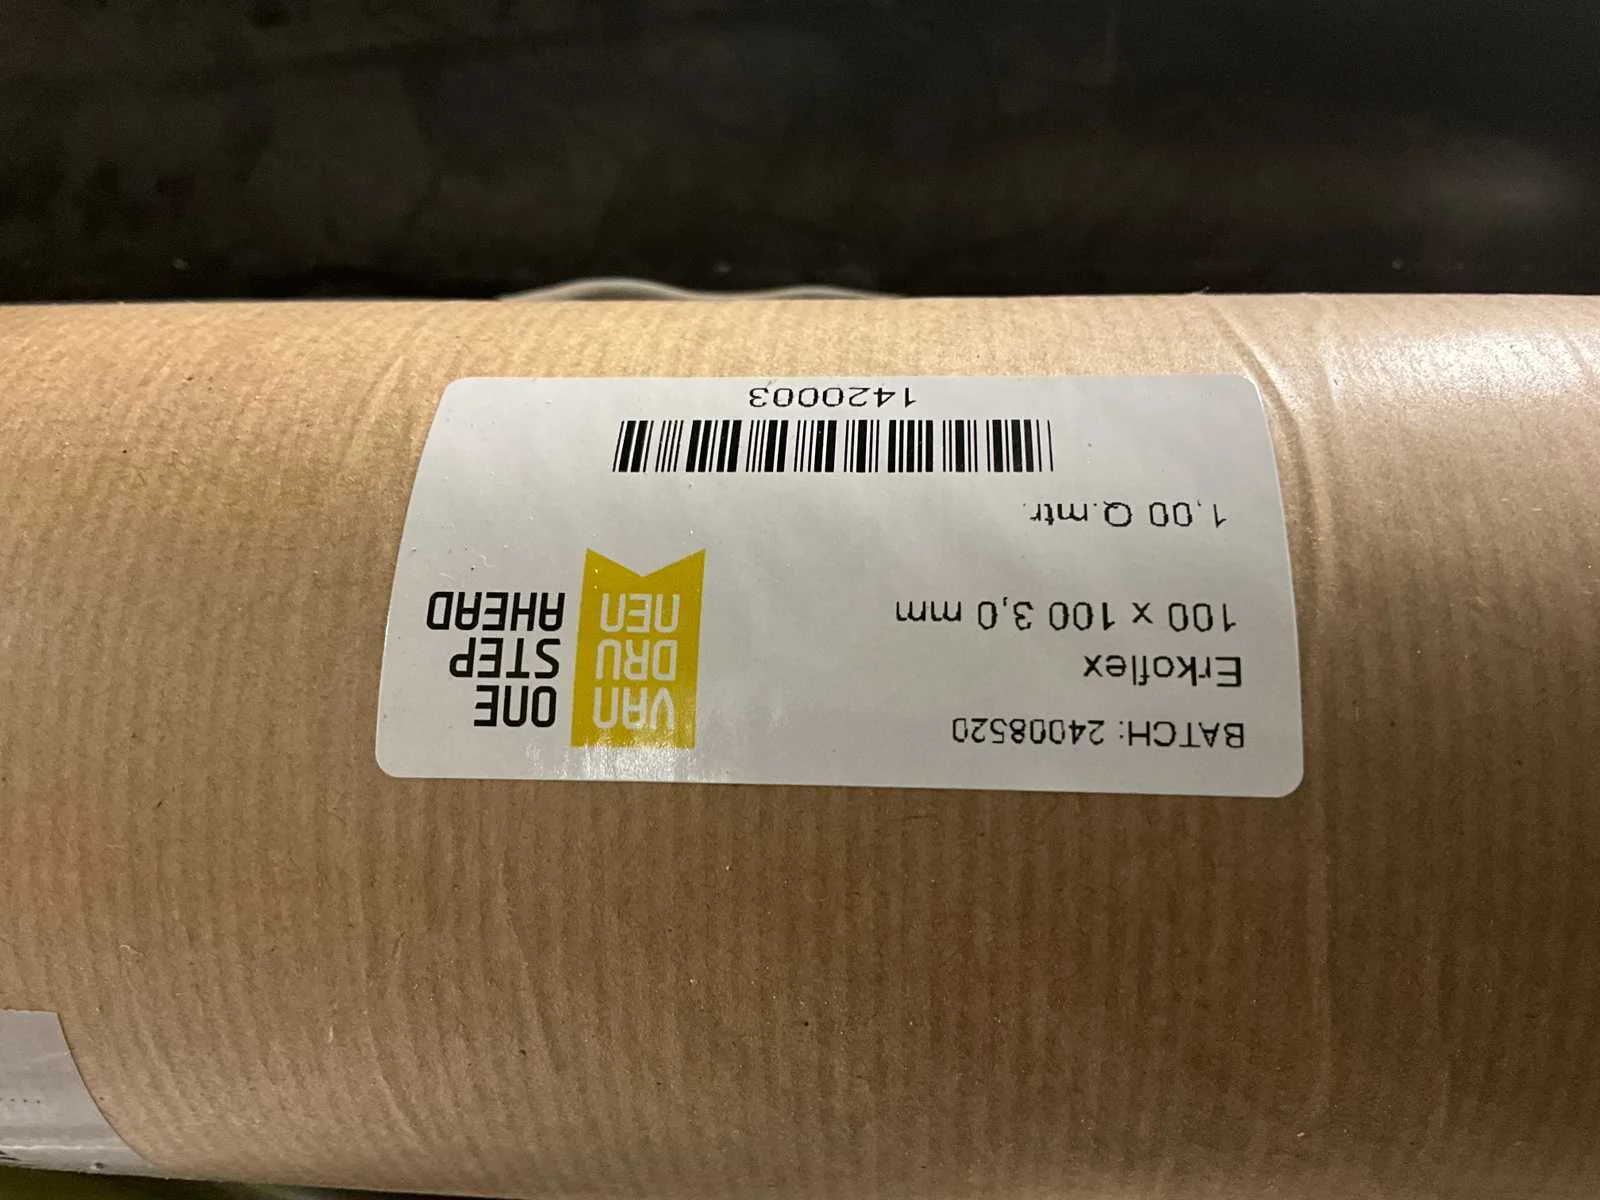 BATCH: 24008520
Erkoflex
100 x 100 3,0 mm
1,00 Q.mtr.
1420003
VAN
DRU
NEN
ONE
STEP
AHEAD